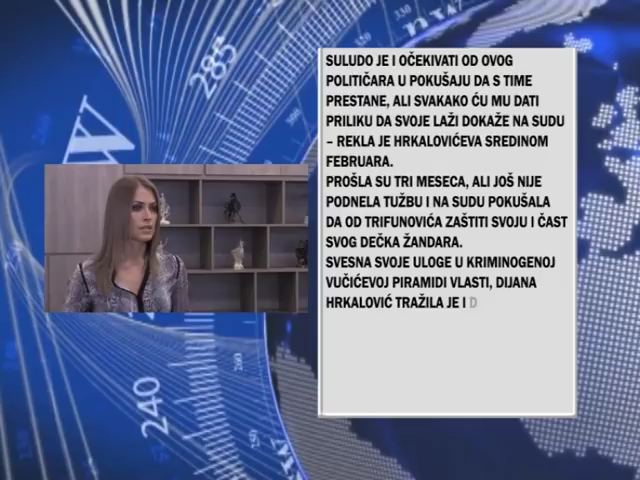 SULUDO JE I OČEKIVATI OD OVOG
POLITIČARA U POKUŠAJU DA S TIME
PRESTANE, ALI SVAKAKO ĆU MU DATI
PRILIKU DA SVOJE LAŽI DOKAŽE NA SUDU
– REKLA JE HRKALOVIĆEVA SREDINOM
FEBRUARA.
PROŠLA SU TRI MESECA, ALI JOŠ NIJE
PODNELA TUŽBU I NA SUDU POKUŠALA
DA OD TRIFUNOVIĆA ZAŠTITI SVOJU I ČAST
SVOG DEČKA ŽANDARA.
SVESNA SVOJE ULOGE U KRIMINOGENOJ
VUČIĆEVOJ PIRAMIDI VLASTI, DIJANA
HRKALOVIĆ TRAŽILA JE I D
285
240
330
W